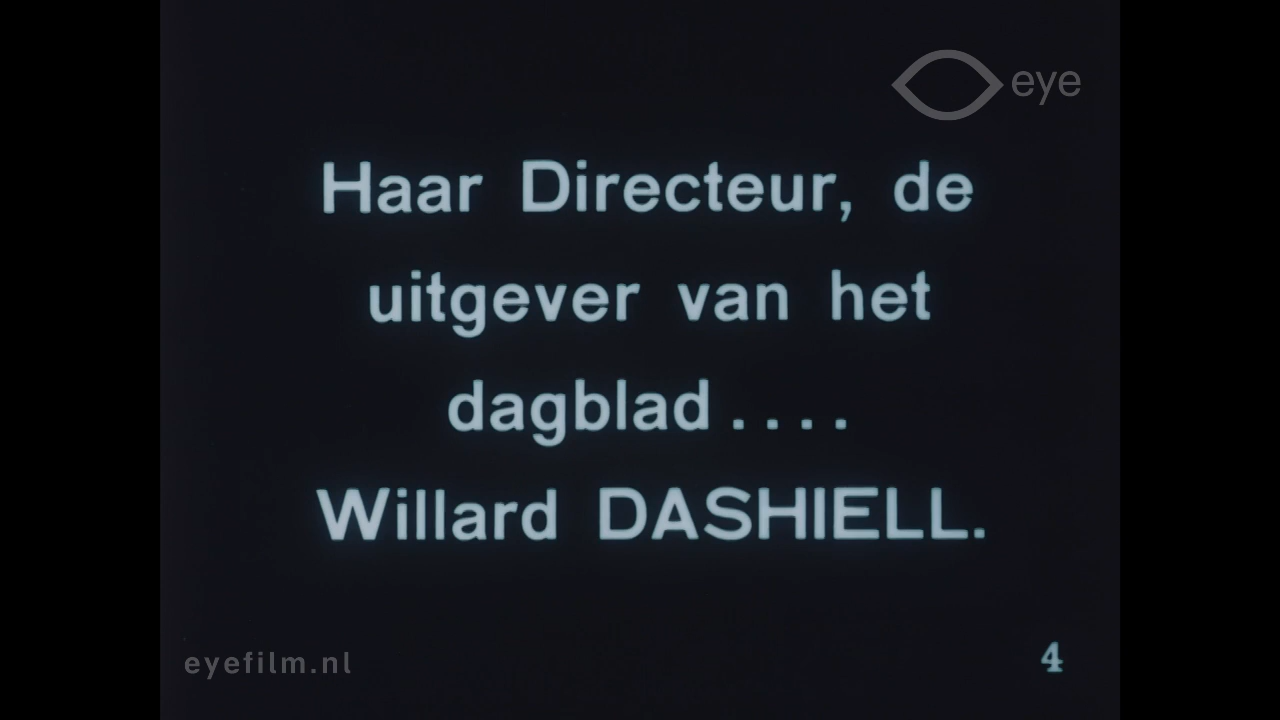 eye
Haar Directeur, de
uitgever van het
dagblad....
Willard DASHIELL.
eyefilm.nl
4